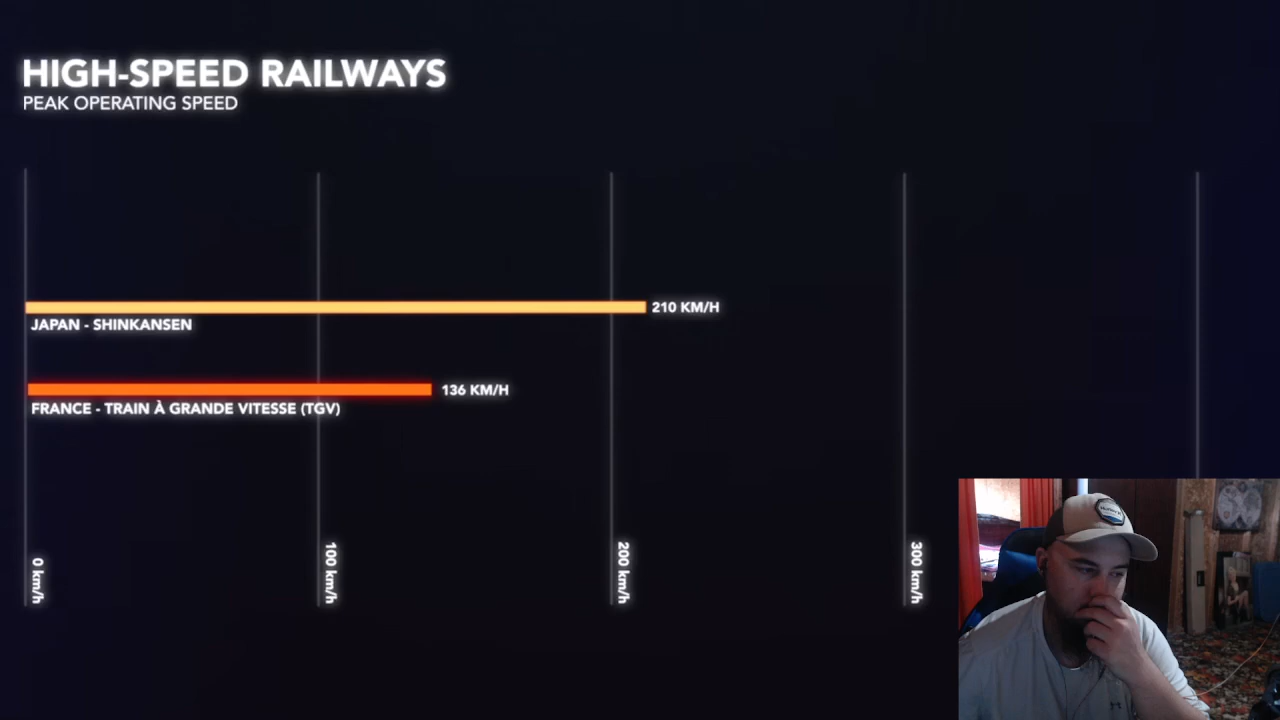 HIGH-SPEED RAILWAYS
PEAK OPERATING SPEED
210 KM/H
JAPAN - SHINKANSEN
136 KM/H
FRANCE - TRAIN À GRANDE VITESSE (TGV)
0 km/h
100 km/h
200 km/h
300 km/h